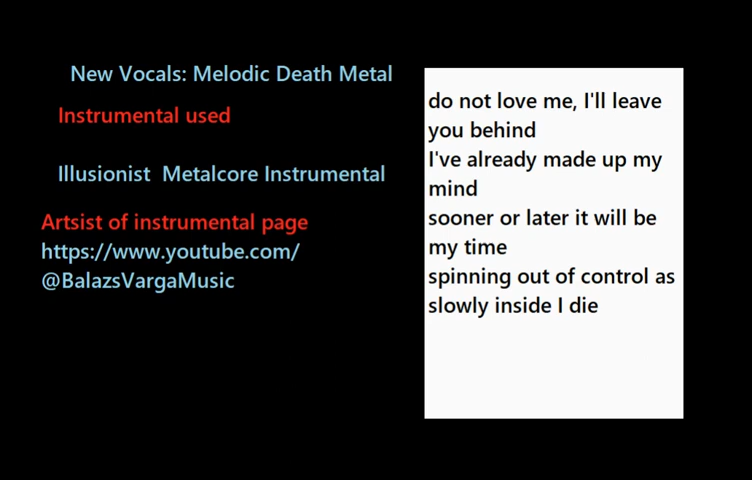 New Vocals: Melodic Death Metal
Instrumental used
Illusionist  Metalcore Instrumental
Artsist of instrumental page
https://www.youtube.com/
@BalazsVargaMusic
do not love me, I'll leave
you behind
I've already made up my
mind
sooner or later it will be
my time
spinning out of control as
slowly inside I die